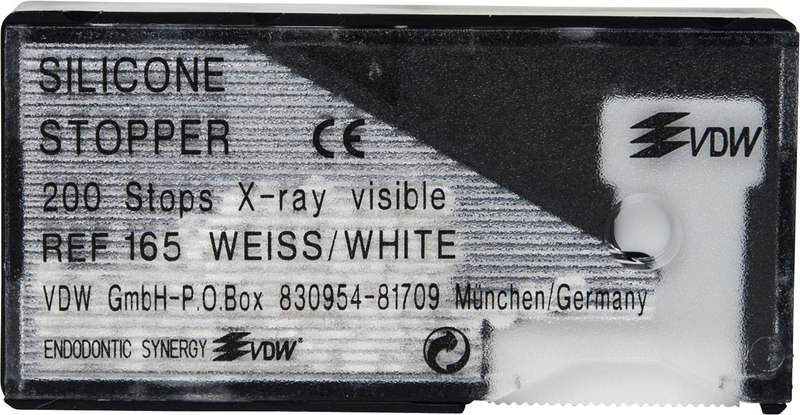 SILICONE
STOPPER CE
VDW
200 Stops X-ray visible
REF 165 WEISS/WHITE
VDW GmbH-P.O.Box 830954-81709 München/Germany
ENDODONTIC SYNERGY VDW®